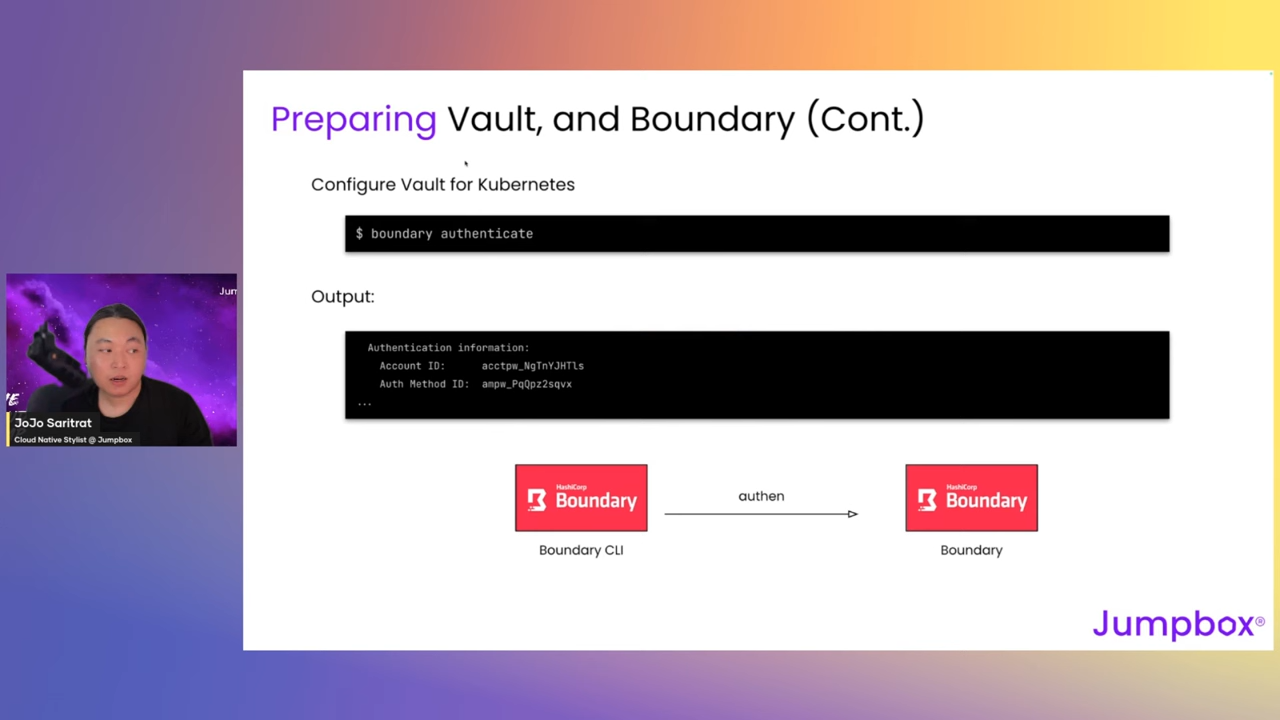 Preparing Vault, and Boundary (Cont.)
Configure Vault for Kubernetes
$ boundary authenticate
Output:
Authentication information:
Account ID: acctpw_NgTnYJHTls
Auth Method ID: ampw_PqQpz2sqvx
...
HashiCorp
Boundary
authen
HashiCorp
Boundary
Boundary CLI
Boundary
Jumpbox®
Jum
JoJo Saritrat
Cloud Native Stylist @ Jumpbox